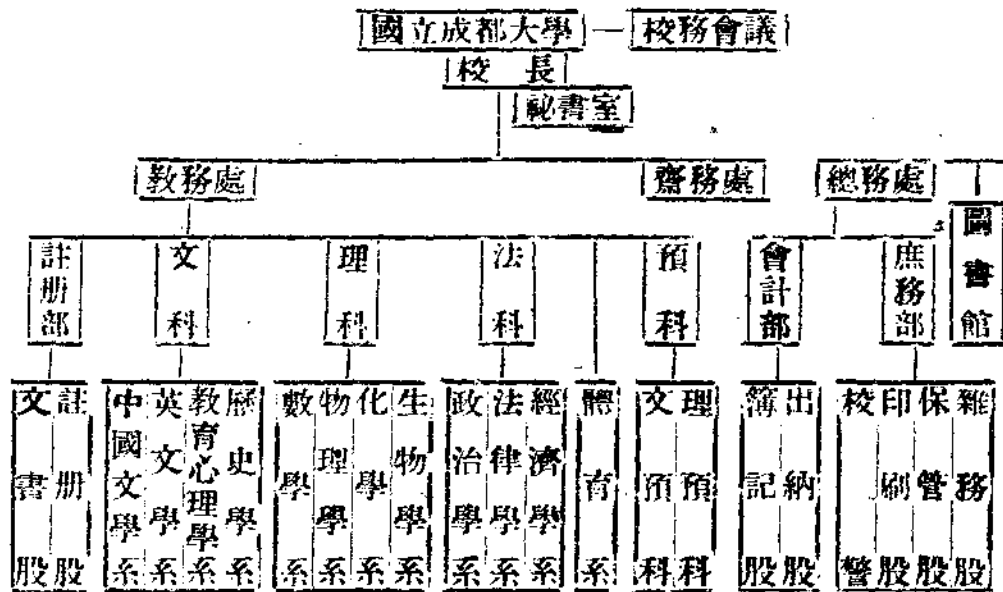 國立成都大學—校務會議
校長
祕書室
教務處
齋務處
總務處
圖書館
註册部
文科
理科
法科
預科
會計部
庶務部
文書股
註册股
中國文學系
英文學系
教育心理學系
歷史學系
數學系
物理學系
化學系
生物學系
政治學系
法律學系
經濟學系
體育系
文預科
理預科
簿記股
出納股
校警
印刷股
保管股
雜務股